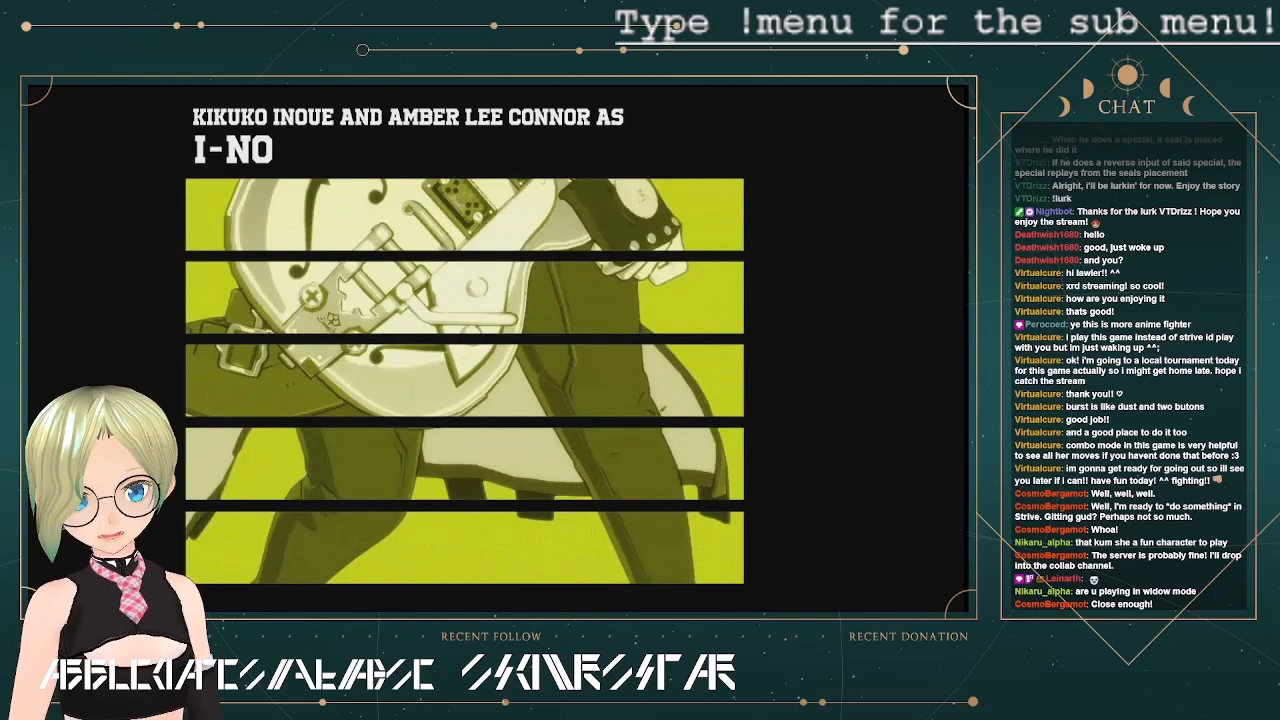 Type !menu for the sub menu!
KIKUKO INOUE AND AMBER LEE CONNOR AS
I-NO
CHAT
When he does a special, a seal is placed
where he did it
VTDrizz: If he does a reverse input of said special, the
special replays from the seals placement
VTDrizz: Alright, i'll be lurkin' for now. Enjoy the story
VTDrizz: !lurk
Nightbot: Thanks for the lurk VTDrizz ! Hope you
enjoy the stream!
Deathwish1680: hello
Deathwish1680: good, just woke up
Deathwish1680: and you?
Virtualcure: hi lawler!! ^^
Virtualcure: xrd streaming! so cool!
Virtualcure: how are you enjoying it
Virtualcure: thats good!
Perocoed: ye this is more anime fighter
Virtualcure: i play this game instead of strive id play
with you but im just waking up ^^;
Virtualcure: ok! i'm going to a local tournament today
for this game actually so i might get home late. hope i
catch the stream
Virtualcure: thank you!! ♡
Virtualcure: burst is like dust and two butons
Virtualcure: good job!!
Virtualcure: and a good place to do it too
Virtualcure: combo mode in this game is very helpful
to see all her moves if you havent done that before :3
Virtualcure: im gonna get ready for going out so ill see
you later if i can!! have fun today! ^^ fighting!!
CosmoBergamot: Well, well, well.
CosmoBergamot: Well, I'm ready to *do something* in
Strive. Gitting gud? Perhaps not so much.
CosmoBergamot: Whoa!
Nikaru_alpha: that kum she a fun character to play
CosmoBergamot: The server is probably fine! I'll drop
into the collab channel.
Leinarth:
Nikaru_alpha: are u playing in widow mode
CosmoBergamot: Close enough!
RECENT FOLLOW
RECENT DONATION